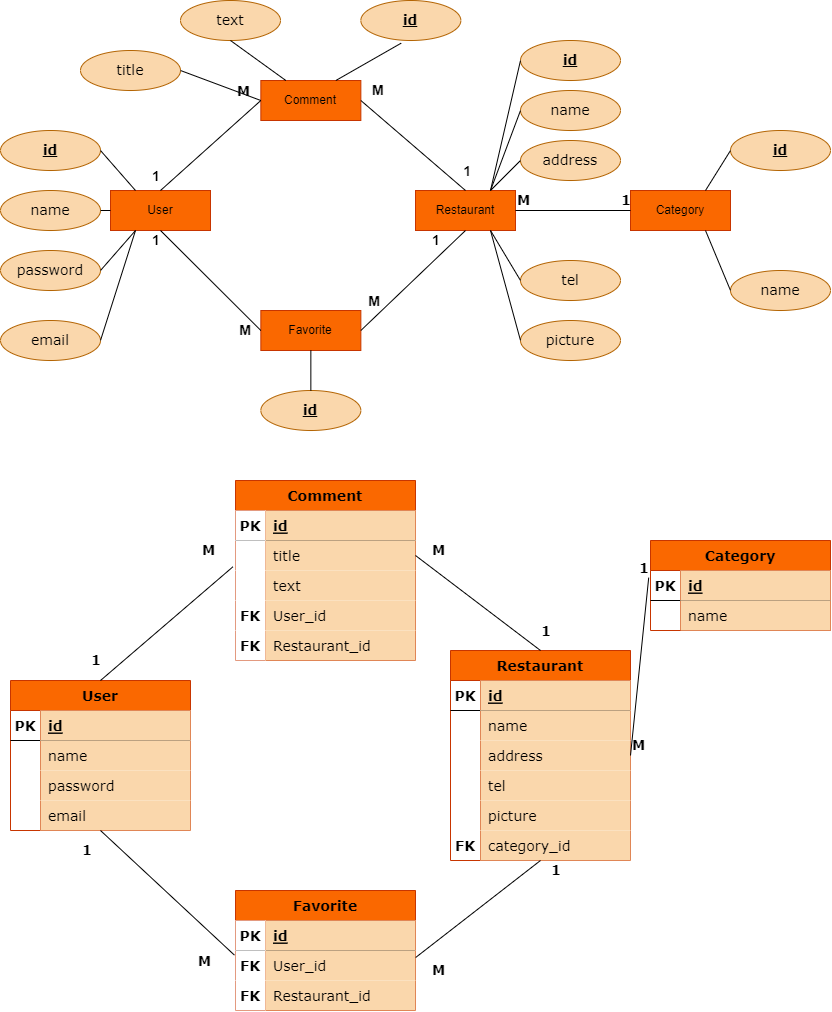 text
id
title
Comment
M
M
id
name
address
id
1
1
id
name
password
email
User
1
Restaurant
1
M
1
Category
M
M
Favorite
id
tel
picture
name
Comment
PK id
title
text
FK User_id
FK Restaurant_id
M
M
1
1
Category
PK id
name
1
M
User
PK id
name
password
email
1
Restaurant
PK id
name
address
tel
picture
FK category_id
1
Favorite
PK id
FK User_id
FK Restaurant_id
M
M